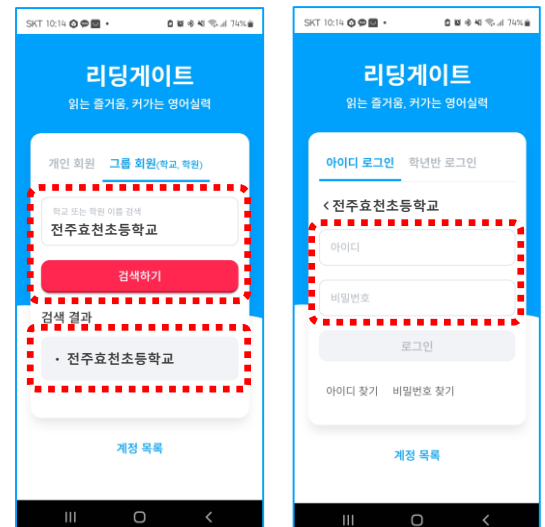 SKT 10:14
74%
리딩게이트
읽는 즐거움, 커가는 영어실력
개인 회원 그룹 회원(학교, 학원)
학교 또는 학원 이름 검색
전주효천초등학교
검색하기
검색 결과
• 전주효천초등학교
계정 목록
SKT 10:14
74%
리딩게이트
읽는 즐거움, 커가는 영어실력
아이디 로그인 학년반 로그인
<전주효천초등학교
아이디
비밀번호
로그인
아이디 찾기 비밀번호 찾기
계정 목록